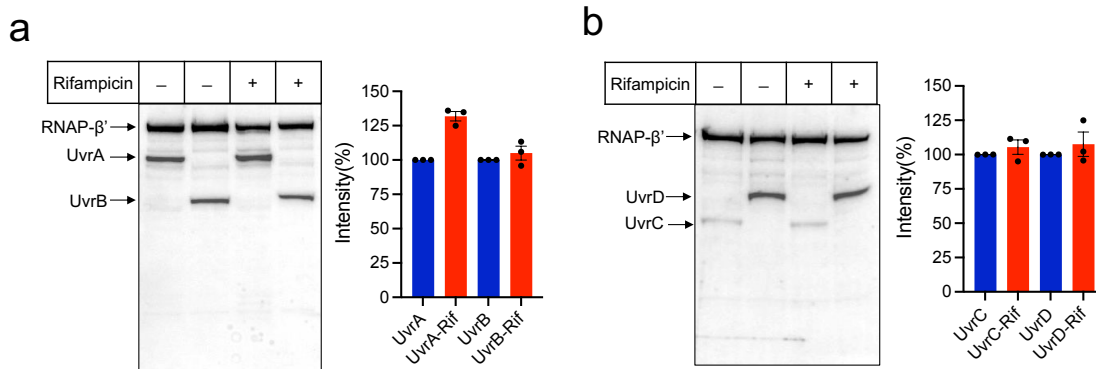 a
Rifampicin – – + +
RNAP-β’
UvrA
UvrB
Intensity(%)
150
125
100
75
50
25
0
UvrA
UvrA-Rif
UvrB
UvrB-Rif
b
Rifampicin – – + +
RNAP-β’
UvrD
UvrC
Intensity(%)
150
125
100
75
50
25
0
UvrC
UvrC-Rif
UvrD
UvrD-Rif